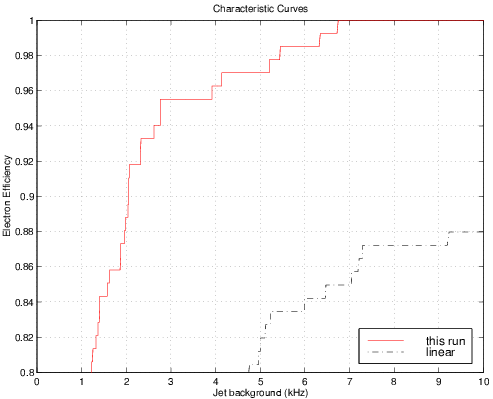 Characteristic Curves
1
0.98
0.96
0.94
0.92
0.9
0.88
0.86
0.84
0.82
0.8
Electron Efficiency
this run
linear
0 1 2 3 4 5 6 7 8 9 10
Jet background (kHz)